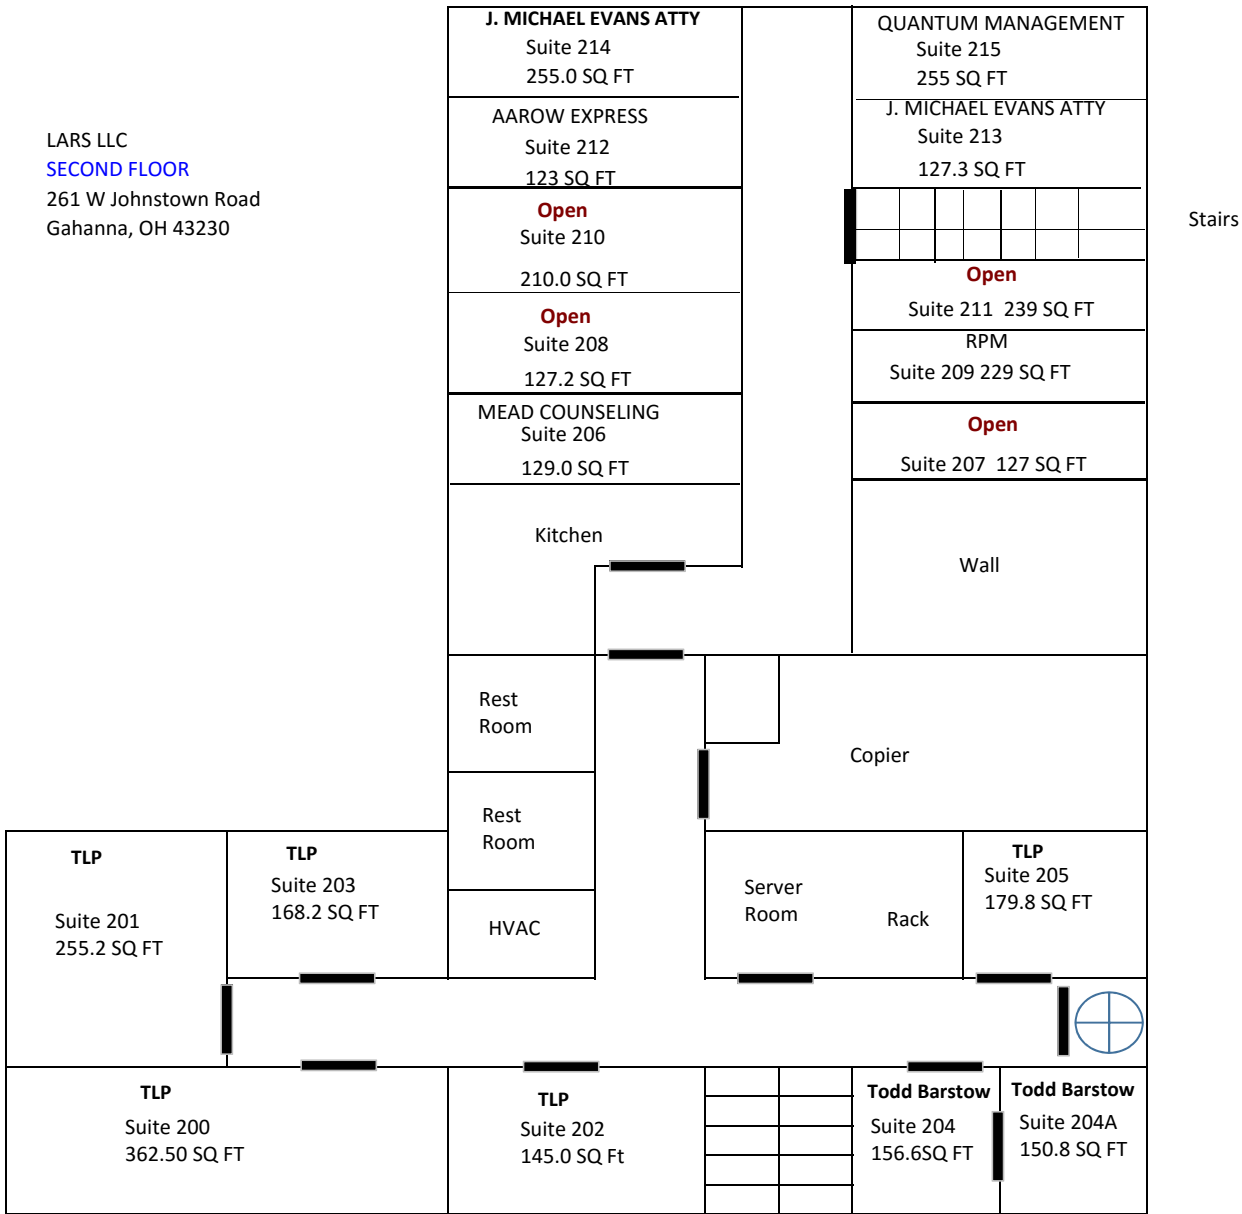 J. MICHAEL EVANS ATTY
Suite 214
255.0 SQ FT
QUANTUM MANAGEMENT
Suite 215
255 SQ FT
AAROW EXPRESS
Suite 212
123 SQ FT
J. MICHAEL EVANS ATTY
Suite 213
127.3 SQ FT
LARS LLC
SECOND FLOOR
261 W Johnstown Road
Gahanna, OH 43230
Open
Suite 210
210.0 SQ FT
Stairs
Open
Suite 211 239 SQ FT
Open
Suite 208
127.2 SQ FT
RPM
Suite 209 229 SQ FT
MEAD COUNSELING
Suite 206
129.0 SQ FT
Open
Suite 207 127 SQ FT
Kitchen
Wall
Rest
Room
Copier
Rest
Room
TLP
Suite 201
255.2 SQ FT
TLP
Suite 203
168.2 SQ FT
HVAC
Server
Room
Rack
TLP
Suite 205
179.8 SQ FT
TLP
Suite 200
362.50 SQ FT
TLP
Suite 202
145.0 SQ Ft
Todd Barstow
Suite 204
156.6SQ FT
Todd Barstow
Suite 204A
150.8 SQ FT